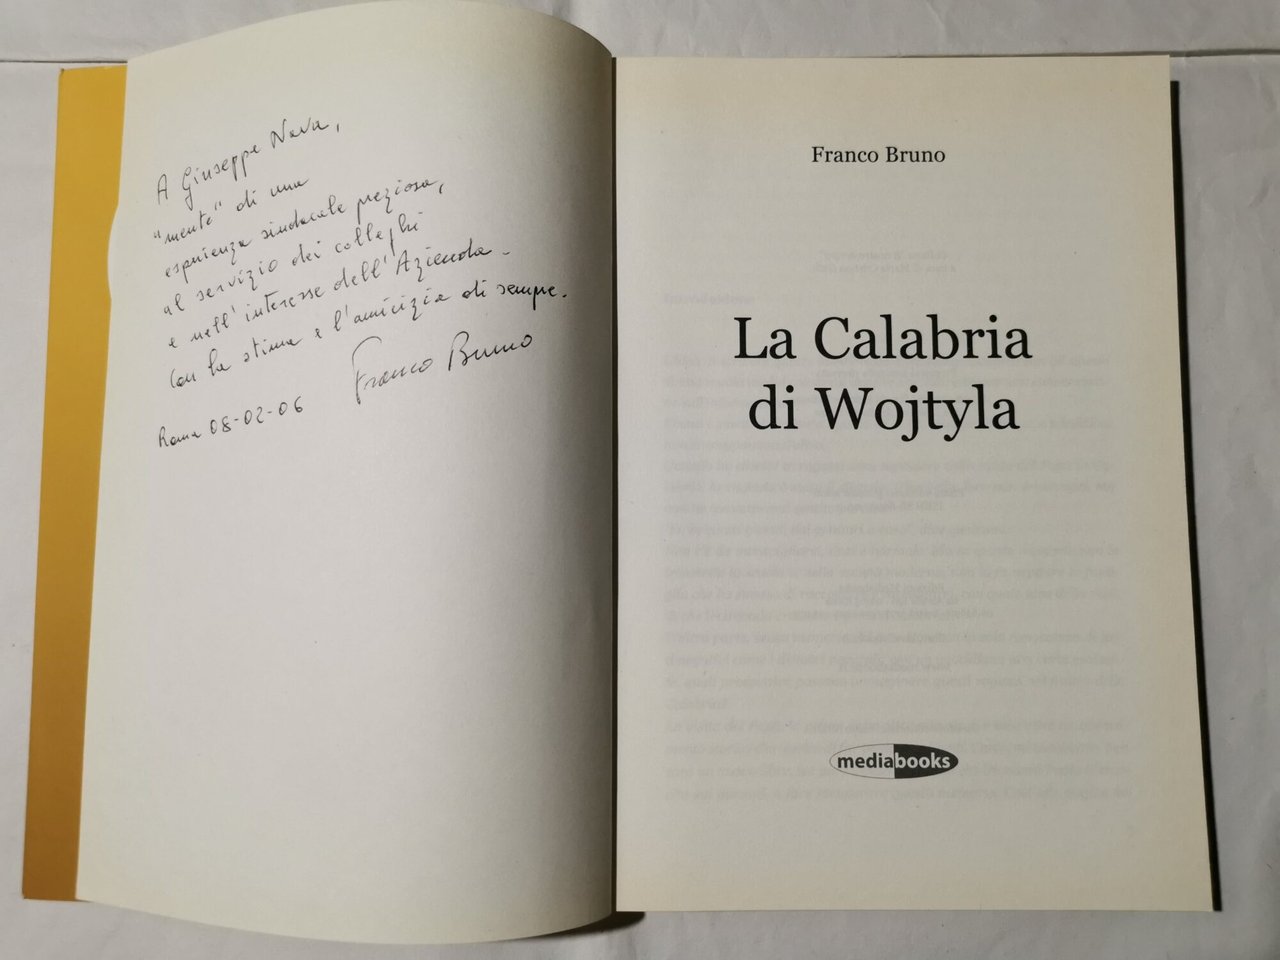 A Giuseppe Nava,
"mente" di una
esperienza sindacale preziosa,
al servizio dei colleghi
e nell'interesse dell'Azienda.
Con la stima e l'amicizia di sempre.
Franco Bruno
Roma 08-02-06
Franco Bruno
La Calabria
di Wojtyla
mediabooks